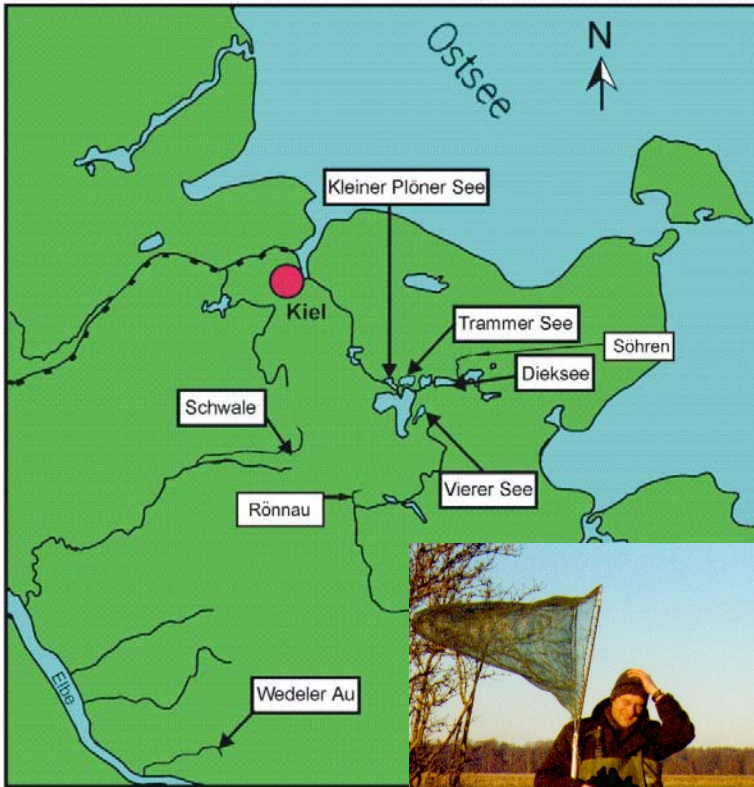 Ostsee
N
Kleiner Plöner See
Kiel
Trammer See
Söhren
Dieksee
Schwale
Vierer See
Rönnau
Elbe
Wedeler Au